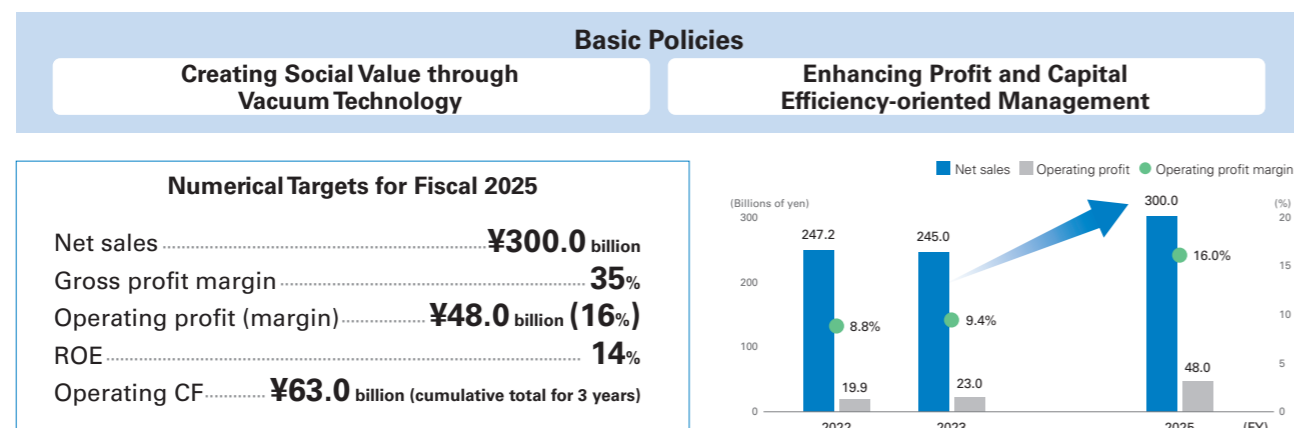 Basic Policies
Creating Social Value through
Vacuum Technology
Enhancing Profit and Capital
Efficiency-oriented Management
Numerical Targets for Fiscal 2025
Net sales ¥300.0 billion
Gross profit margin 35%
Operating profit (margin) ¥48.0 billion (16%)
ROE 14%
Operating CF ¥63.0 billion (cumulative total for 3 years)
Net sales Operating profit Operating profit margin
(Billions of yen) (%)
300 247.2 245.0 300.0 20
16.0% 15
200
8.8% 9.4% 10
100
19.9 23.0 48.0 5
0 0
2022 2023 2025 (FY)